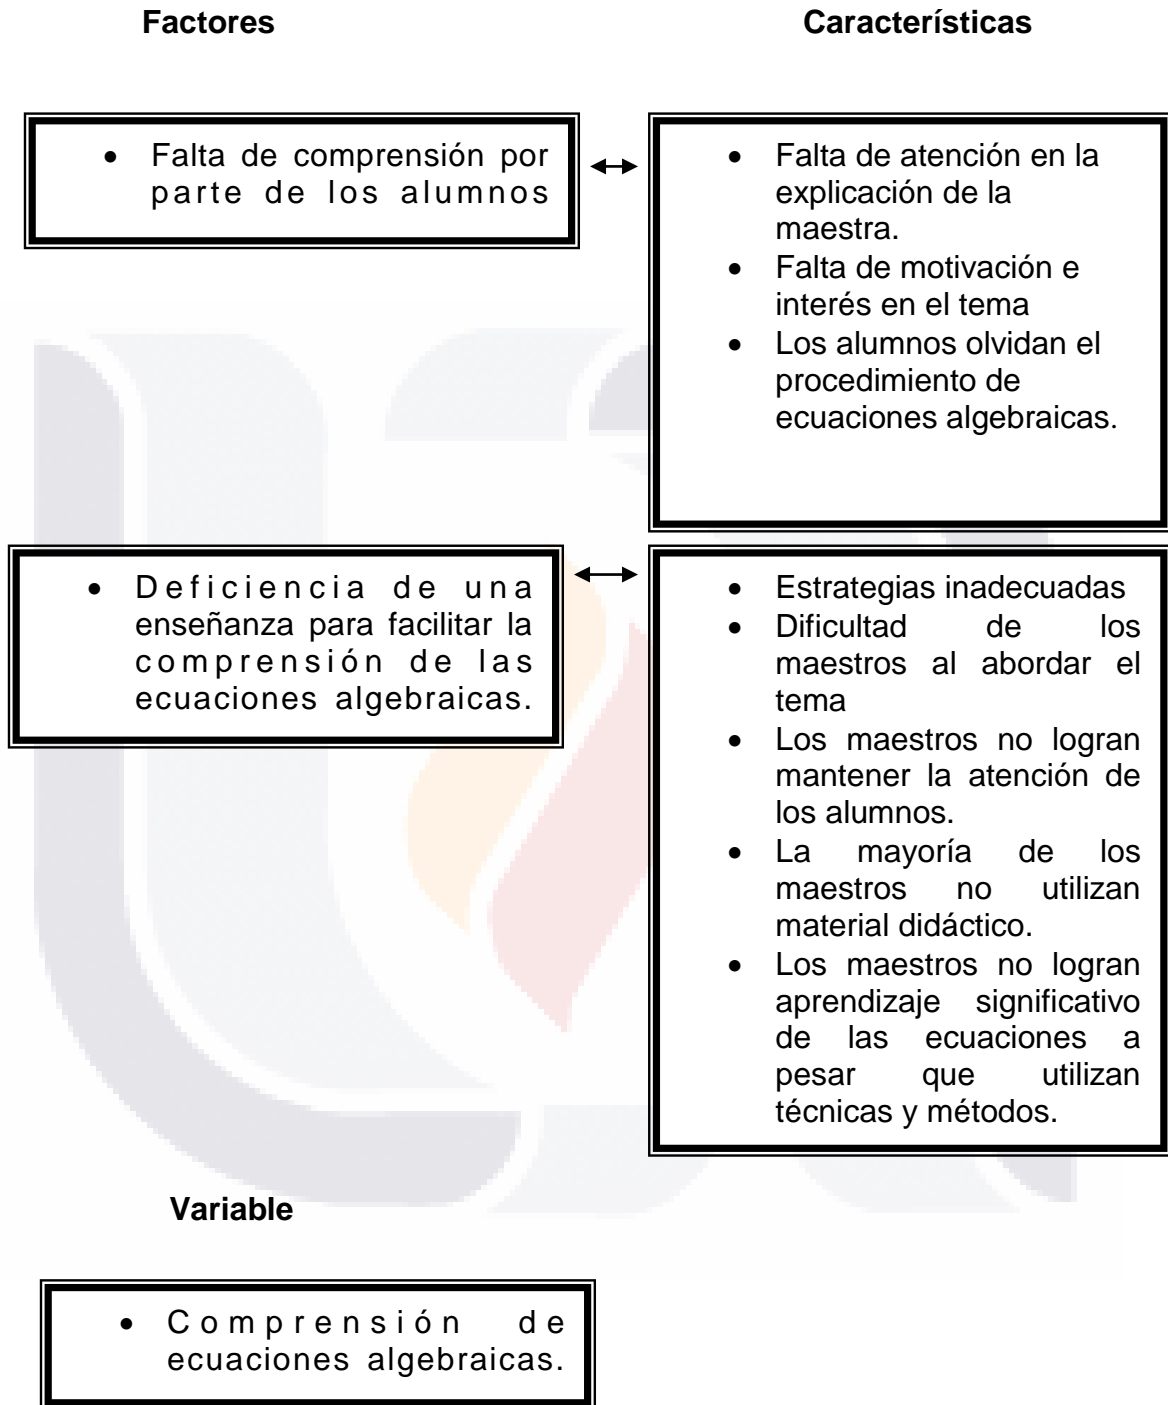 Factores
Características
• Falta de comprensión por
parte de los alumnos
• Falta de atención en la
explicación de la
maestra.
• Falta de motivación e
interés en el tema
• Los alumnos olvidan el
procedimiento de
ecuaciones algebraicas.
• Deficiencia de una
enseñanza para facilitar la
comprensión de las
ecuaciones algebraicas.
• Estrategias inadecuadas
• Dificultad de los
maestros al abordar el
tema
• Los maestros no logran
mantener la atención de
los alumnos.
• La mayoría de los
maestros no utilizan
material didáctico.
• Los maestros no logran
aprendizaje significativo
de las ecuaciones a
pesar que utilizan
técnicas y métodos.
Variable
• Comprensión de
ecuaciones algebraicas.